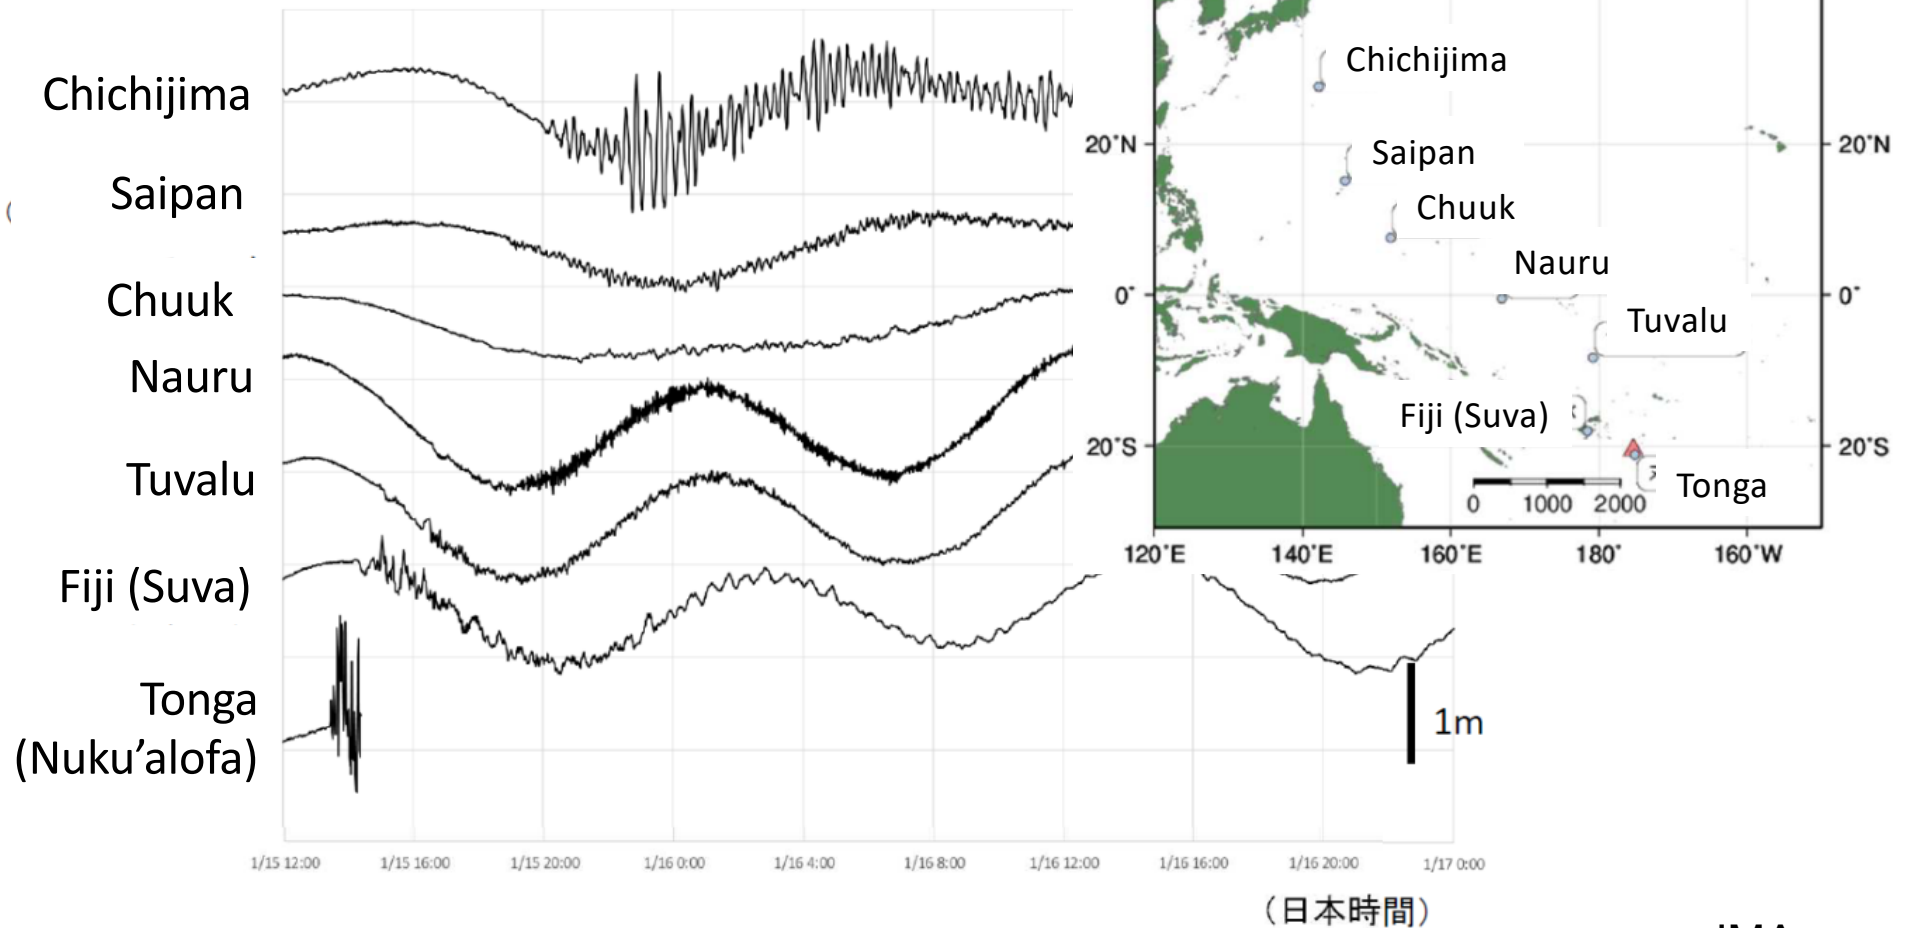 Chichijima
Saipan
Chuuk
Nauru
Tuvalu
Fiji (Suva)
Tonga
(Nuku'alofa)
1m
1/15 12:00
1/15 16:00
1/15 20:00
1/16 0:00
1/16 4:00
1/16 8:00
1/16 12:00
1/16 16:00
1/16 20:00
1/17 0:00
（日本時間）
Chichijima
Saipan
Chuuk
Nauru
Tuvalu
Fiji (Suva)
Tonga
20˚N
0˚
20˚S
20˚N
0˚
20˚S
0 1000 2000
120˚E
140˚E
160˚E
180˚
160˚W